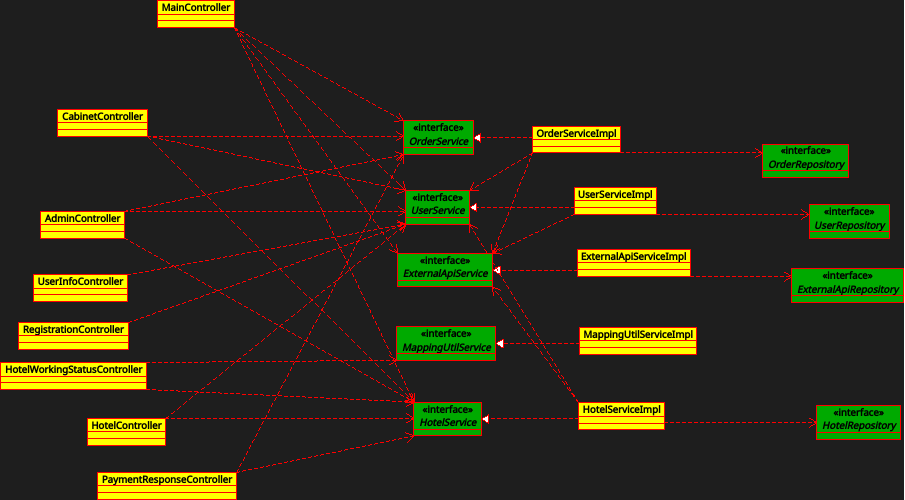 MainController
CabinetController
«interface»
OrderService
OrderServiceImpl
«interface»
OrderRepository
«interface»
UserService
UserServiceImpl
«interface»
UserRepository
AdminController
«interface»
ExternalApiService
ExternalApiServiceImpl
«interface»
ExternalApiRepository
UserInfoController
RegistrationController
«interface»
MappingUtilService
MappingUtilServiceImpl
HotelWorkingStatusController
«interface»
HotelService
HotelServiceImpl
«interface»
HotelRepository
HotelController
PaymentResponseController